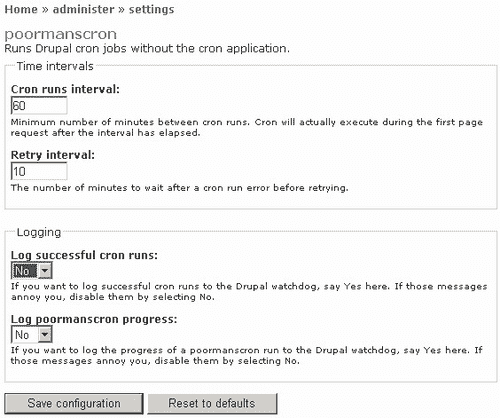 Home » administer » settings
poormanscron
Runs Drupal cron jobs without the cron application.
Time intervals
Cron runs interval:
60
Minimum number of minutes between cron runs. Cron will actually execute during the first page
request after the interval has elapsed.
Retry interval:
10
The number of minutes to wait after a cron run error before retrying.
Logging
Log successful cron runs:
No
If you want to log successful cron runs to the Drupal watchdog, say Yes here. If those messages
annoy you, disable them by selecting No.
Log poormanscron progress:
No
If you want to log the progress of a poormanscron run to the Drupal watchdog, say Yes here. If
those messages annoy you, disable them by selecting No.
Save configuration Reset to defaults